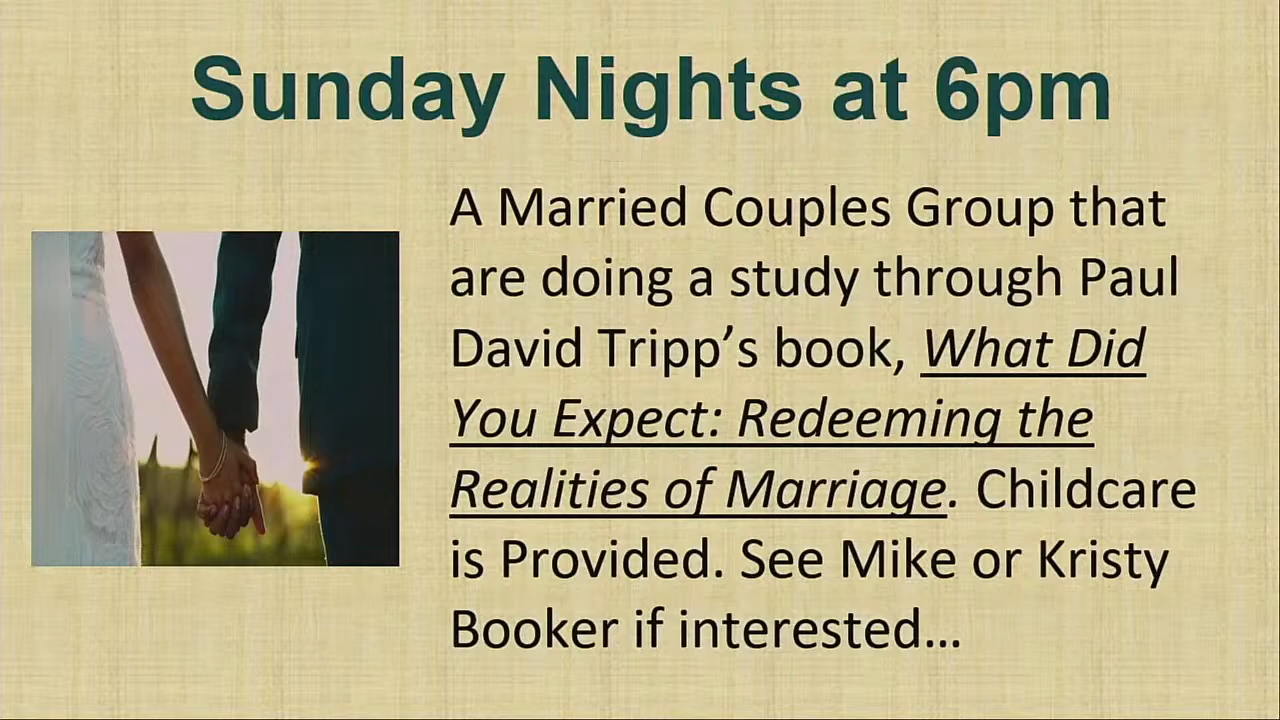 Sunday Nights at 6pm
A Married Couples Group that
are doing a study through Paul
David Tripp’s book, What Did
You Expect: Redeeming the
Realities of Marriage. Childcare
is Provided. See Mike or Kristy
Booker if interested…